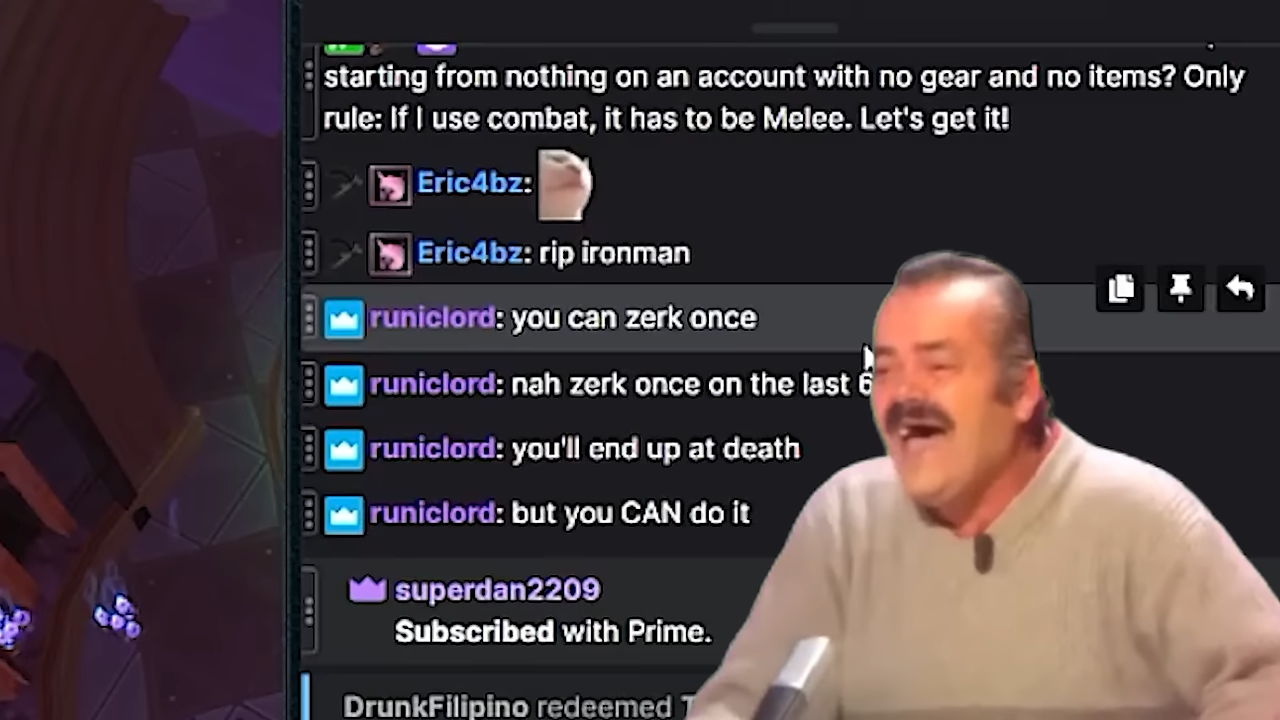 starting from nothing on an account with no gear and no items? Only
rule: If I use combat, it has to be Melee. Let's get it!
Eric4bz:
Eric4bz: rip ironman
runiclord: you can zerk once
runiclord: nah zerk once on the last 6
runiclord: you'll end up at death
runiclord: but you CAN do it
superdan2209
Subscribed with Prime.
DrunkFilipino redeemed